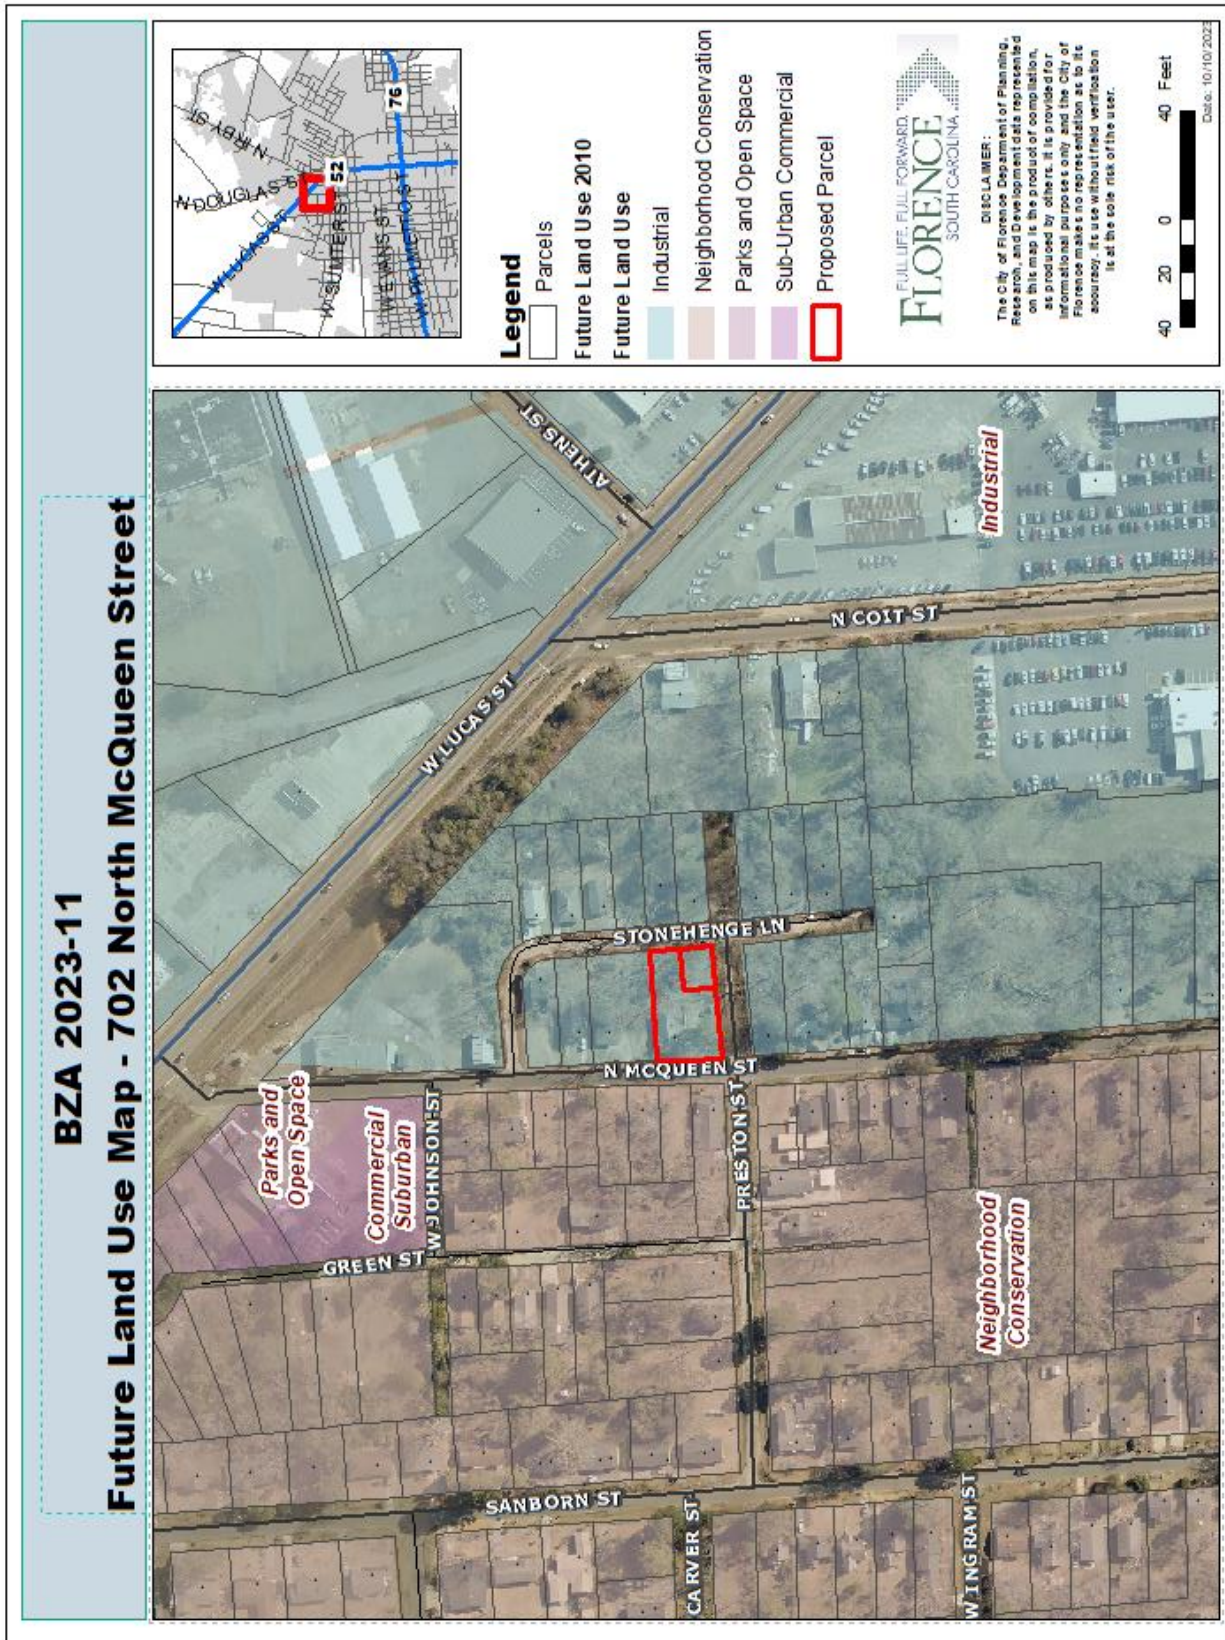 BZA 2023-11
Future Land Use Map - 702 North McQueen Street
W LUCAS ST
ATHENS ST
N COIT ST
STONEHENGE LN
N MCQUEEN ST
PRESTON ST
W JOHNSON ST
GREEN ST
SANBORN ST
CARVER ST
W INGRAM ST
Parks and
Open Space
Commercial
Suburban
Industrial
Neighborhood
Conservation
N IRBY ST
N DOUGLAS ST
W LUCAS ST
52
W SUMTER ST
W EVANS ST
W PALMETTO ST
76
Legend
Parcels
Future Land Use 2010
Future Land Use
Industrial
Neighborhood Conservation
Parks and Open Space
Sub-Urban Commercial
Proposed Parcel
FULL LIFE. FULL FORWARD.
FLORENCE
SOUTH CAROLINA
DISCLAIMER:
The City of Florence Department of Planning,
Research, and Development data represented
on this map is the product of compilation,
as produced by others. It is provided for
informational purposes only and the City of
Florence makes no representation as to its
accuracy. Its use without field verification
is at the sole risk of the user.
40 20 0 40 Feet
Date: 10/10/2023